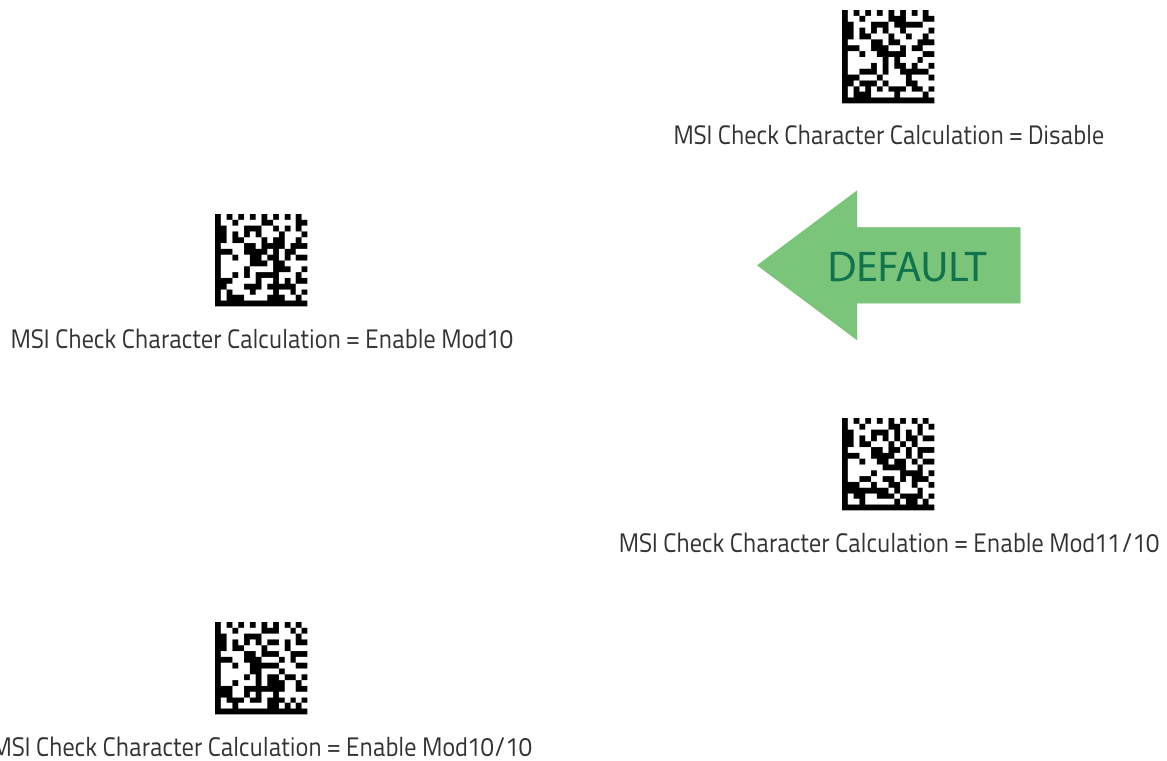 MSI Check Character Calculation = Disable
DEFAULT
MSI Check Character Calculation = Enable Mod10
MSI Check Character Calculation = Enable Mod11/10
MSI Check Character Calculation = Enable Mod10/10